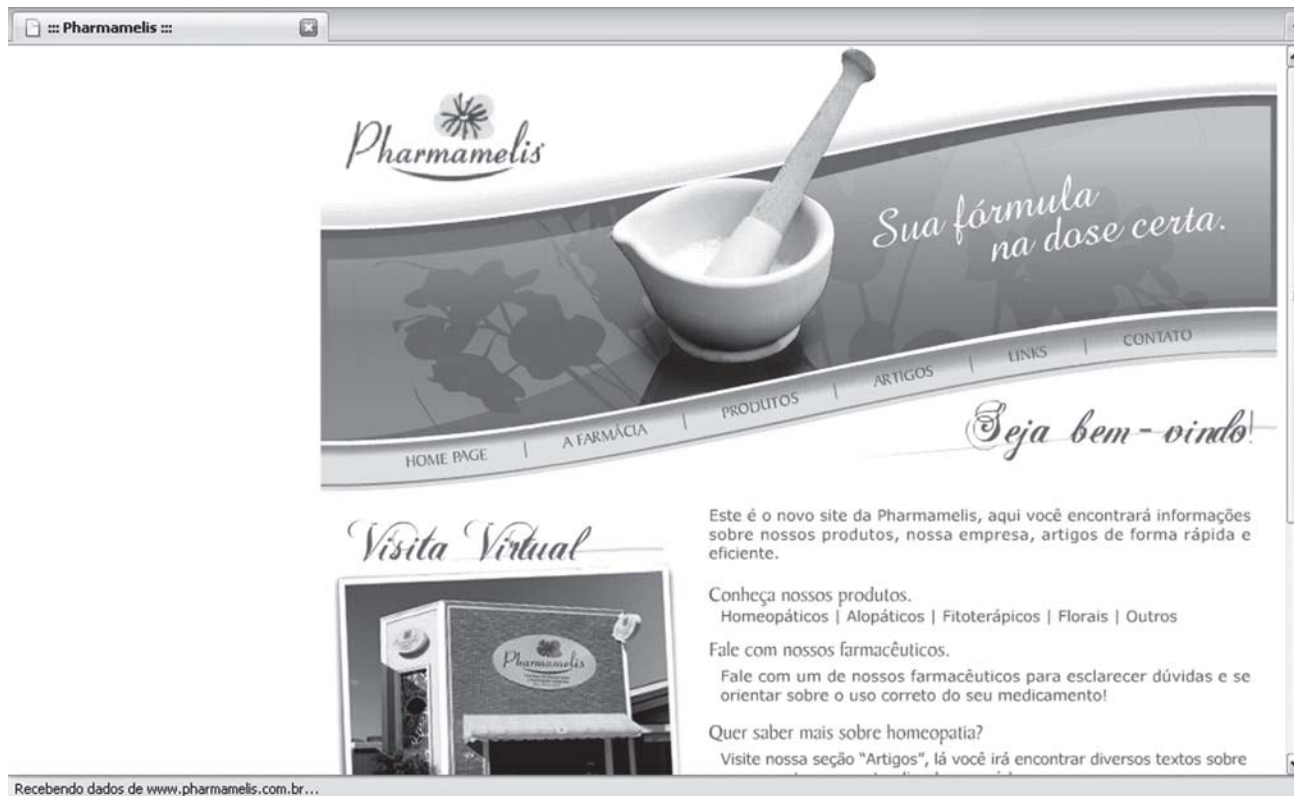 ::: Pharmamelis :::
Pharmamelis
Sua fórmula
na dose certa.
HOME PAGE | A FARMÁCIA | PRODUTOS | ARTIGOS | LINKS | CONTATO
Seja bem-vindo!
Visita Virtual
Pharmamelis
Este é o novo site da Pharmamelis, aqui você encontrará informações
sobre nossos produtos, nossa empresa, artigos de forma rápida e
eficiente.
Conheça nossos produtos.
Homeopáticos | Alopáticos | Fitoterápicos | Florais | Outros
Fale com nossos farmacêuticos.
Fale com um de nossos farmacêuticos para esclarecer dúvidas e se
orientar sobre o uso correto do seu medicamento!
Quer saber mais sobre homeopatia?
Visite nossa seção "Artigos", lá você irá encontrar diversos textos sobre
Recebendo dados de www.pharmamelis.com.br...